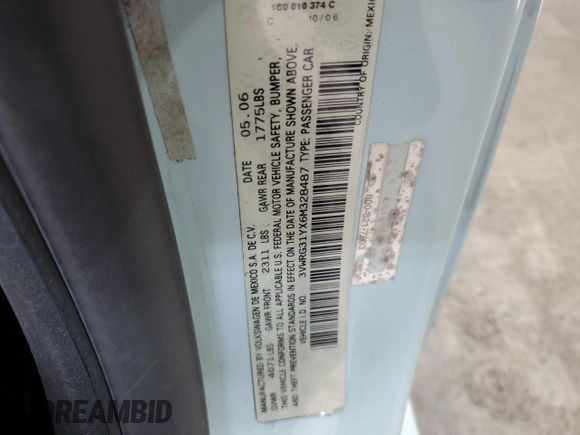 1C0 010 374 C
C 10/06
MANUFACTURED BY VOLKSWAGEN DE MEXICO S.A. DE C.V. DATE 05.06
GVWR 4071LBS GAWR FRONT 2311 LBS GAWR REAR 1775LBS
THIS VEHICLE CONFORMS TO ALL APPLICABLE U.S. FEDERAL MOTOR VEHICLE SAFETY, BUMPER,
AND THEFT PREVENTION STANDARDS IN EFFECT ON THE DATE OF MANUFACTURE SHOWN ABOVE.
VEHICLE I.D. NO.: 3VWRG31YX6M328487 TYPE: PASSENGER CAR
COUNTRY OF ORIGIN: MEXICO
DREAMBID